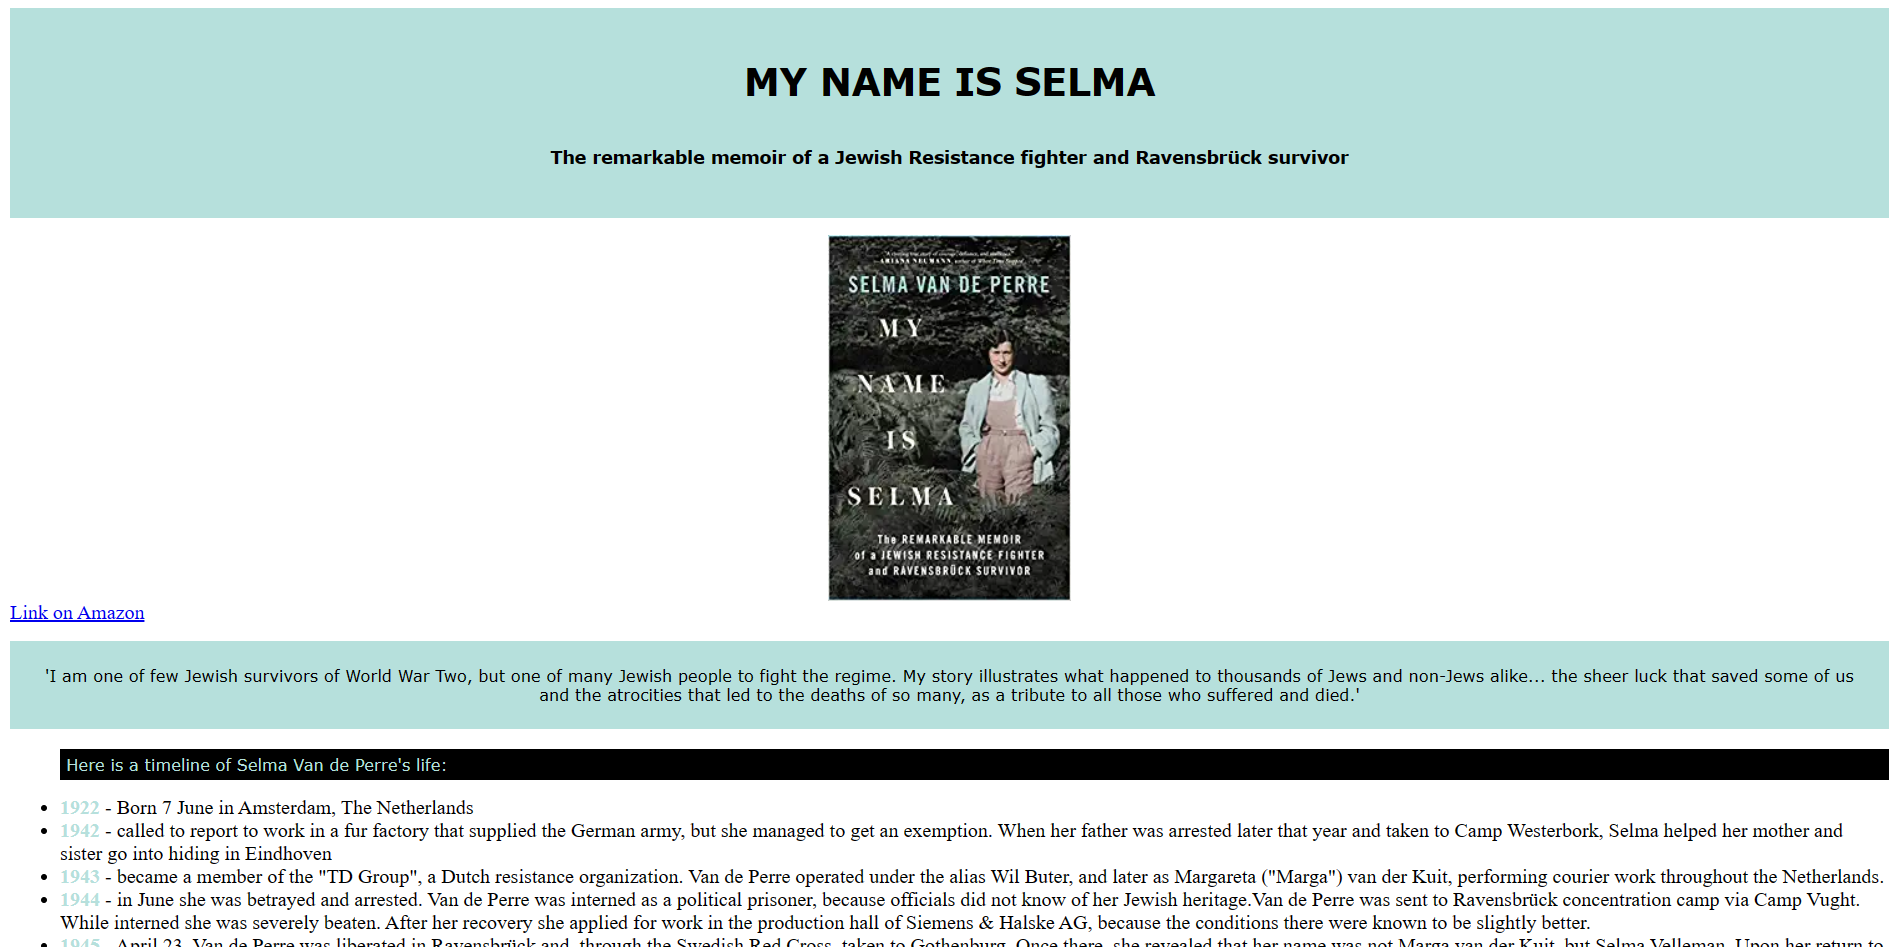 MY NAME IS SELMA
The remarkable memoir of a Jewish Resistance fighter and Ravensbrück survivor
ARIANA NEUMANN, author of When Time Stopped
SELMA VAN DE PERRE
MY
NAME
IS
SELMA
The REMARKABLE MEMOIR
of a JEWISH RESISTANCE FIGHTER
and RAVENSBRÜCK SURVIVOR
Link on Amazon
'I am one of few Jewish survivors of World War Two, but one of many Jewish people to fight the regime. My story illustrates what happened to thousands of Jews and non-Jews alike... the sheer luck that saved some of us
and the atrocities that led to the deaths of so many, as a tribute to all those who suffered and died.'
Here is a timeline of Selma Van de Perre's life:
1922 - Born 7 June in Amsterdam, The Netherlands
1942 - called to report to work in a fur factory that supplied the German army, but she managed to get an exemption. When her father was arrested later that year and taken to Camp Westerbork, Selma helped her mother and
sister go into hiding in Eindhoven
1943 - became a member of the "TD Group", a Dutch resistance organization. Van de Perre operated under the alias Wil Buter, and later as Margareta ("Marga") van der Kuit, performing courier work throughout the Netherlands.
1944 - in June she was betrayed and arrested. Van de Perre was interned as a political prisoner, because officials did not know of her Jewish heritage.Van de Perre was sent to Ravensbrück concentration camp via Camp Vught.
While interned she was severely beaten. After her recovery she applied for work in the production hall of Siemens & Halske AG, because the conditions there were known to be slightly better.
1945 - April 23, Van de Perre was liberated in Ravensbrück and, through the Swedish Red Cross, taken to Gothenburg. Once there, she revealed that her name was not Marga van der Kuit, but Selma Velleman. Upon her return to